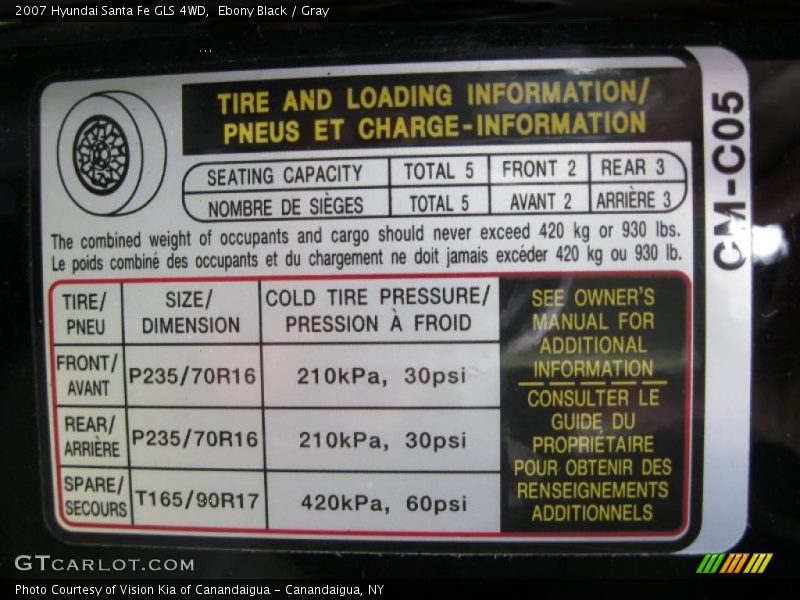 2007 Hyundai Santa Fe GLS 4WD,  Ebony Black / Gray
TIRE AND LOADING INFORMATION/
PNEUS ET CHARGE-INFORMATION
SEATING CAPACITY TOTAL 5 FRONT 2 REAR 3
NOMBRE DE SIÈGES TOTAL 5 AVANT 2 ARRIÈRE 3
CM-C05
The combined weight of occupants and cargo should never exceed 420 kg or 930 lbs.
Le poids combiné des occupants et du chargement ne doit jamais excéder 420 kg ou 930 lb.
TIRE/
PNEU
SIZE/
DIMENSION
COLD TIRE PRESSURE/
PRESSION À FROID
FRONT/
AVANT
P235/70R16
210kPa, 30psi
REAR/
ARRIÈRE
P235/70R16
210kPa, 30psi
SPARE/
SECOURS
T165/90R17
420kPa, 60psi
SEE OWNER'S
MANUAL FOR
ADDITIONAL
INFORMATION
CONSULTER LE
GUIDE DU
PROPRIÉTAIRE
POUR OBTENIR DES
RENSEIGNEMENTS
ADDITIONNELS
GTCARLOT.COM
Photo Courtesy of Vision Kia of Canandaigua - Canandaigua, NY